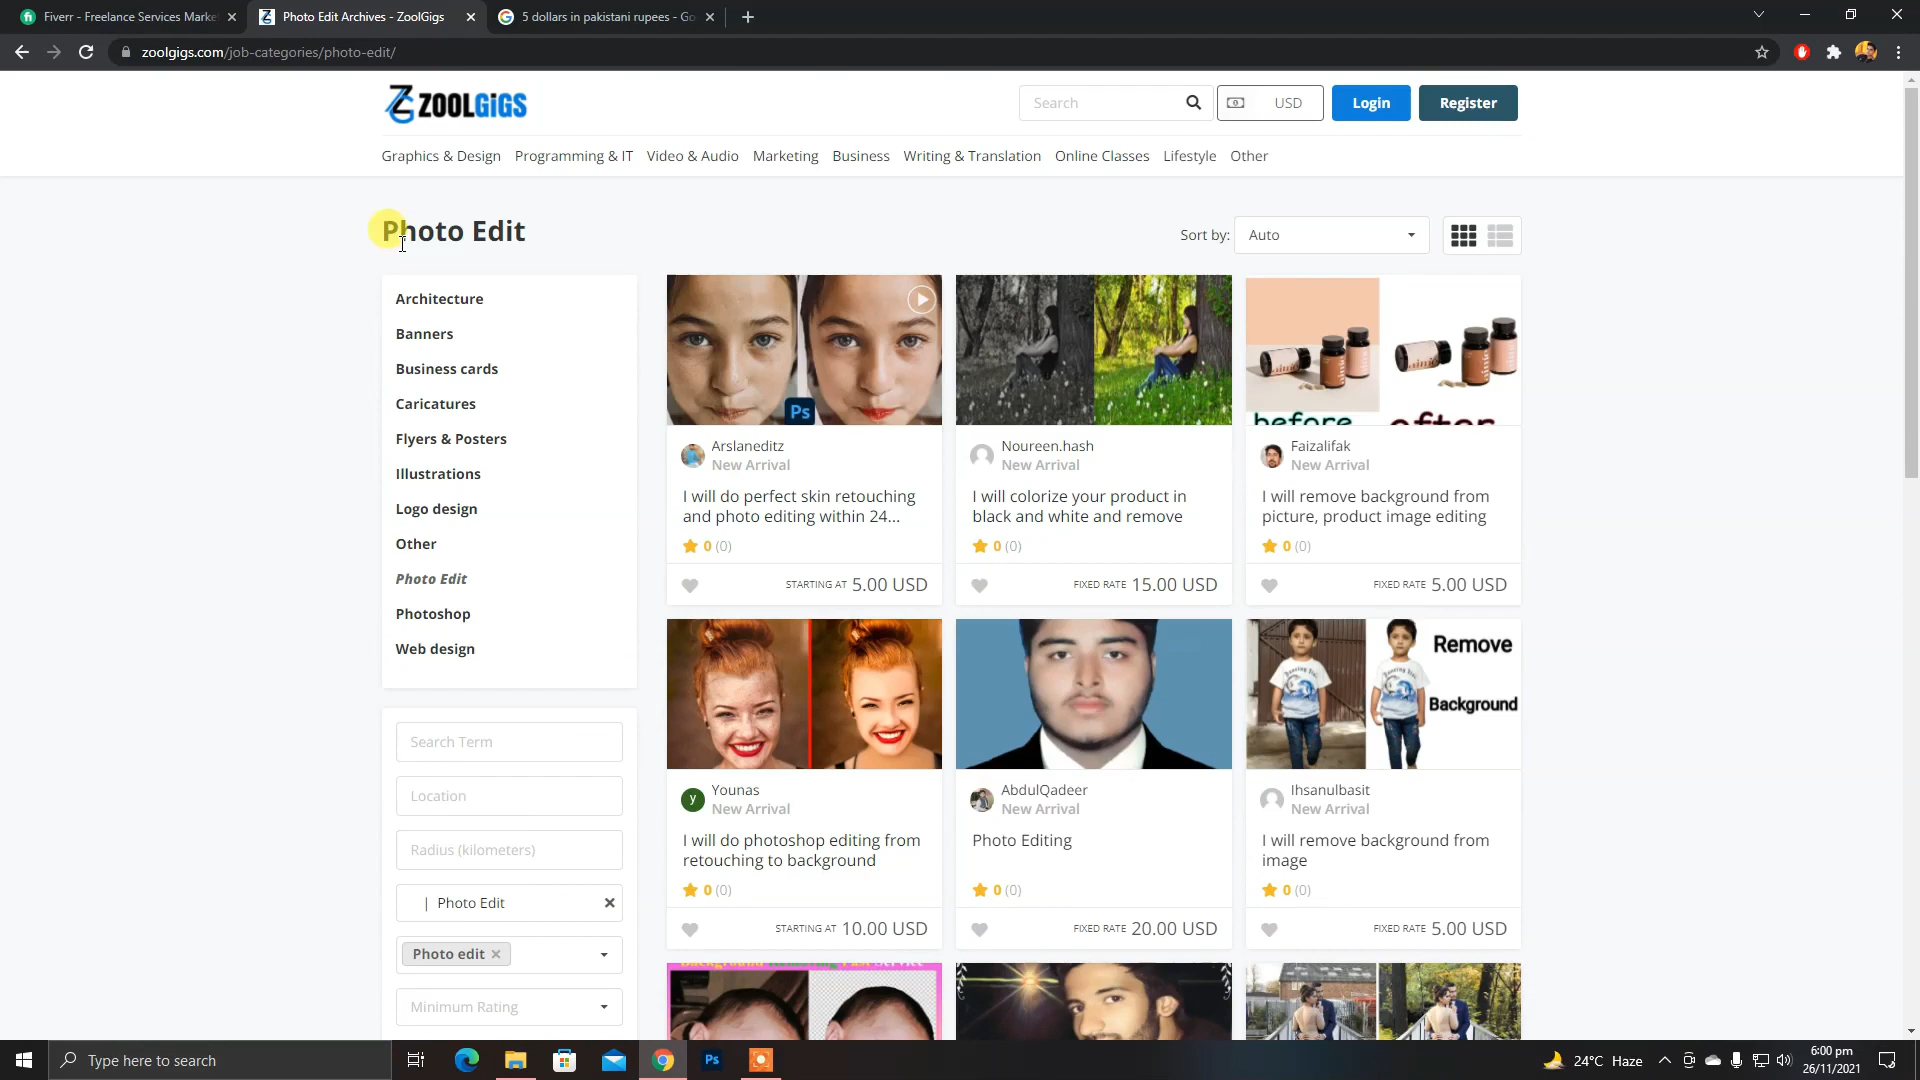 Fiverr - Freelance Services Marke
Photo Edit Archives - ZoolGigs
5 dollars in pakistani rupees - Go
zoolgigs.com/job-categories/photo-edit/
ZOOLGiGS
Search
USD
Login
Register
Graphics & Design
Programming & IT
Video & Audio
Marketing
Business
Writing & Translation
Online Classes
Lifestyle
Other
Photo Edit
Sort by:
Auto
Architecture
Banners
Business cards
Caricatures
Flyers & Posters
Illustrations
Logo design
Other
Photo Edit
Photoshop
Web design
Search Term
Location
Radius (kilometers)
| Photo Edit
Photo edit
Minimum Rating
Ps
Arslaneditz
New Arrival
I will do perfect skin retouching
and photo editing within 24...
0 (0)
STARTING AT 5.00 USD
Noureen.hash
New Arrival
I will colorize your product in
black and white and remove
0 (0)
FIXED RATE 15.00 USD
before after
Faizalifak
New Arrival
I will remove background from
picture, product image editing
0 (0)
FIXED RATE 5.00 USD
y
Younas
New Arrival
I will do photoshop editing from
retouching to background
0 (0)
STARTING AT 10.00 USD
AbdulQadeer
New Arrival
Photo Editing
0 (0)
FIXED RATE 20.00 USD
Remove
Background
Ihsanulbasit
New Arrival
I will remove background from
image
0 (0)
FIXED RATE 5.00 USD
Type here to search
Ps
24°C Haze
6:00 pm
26/11/2021